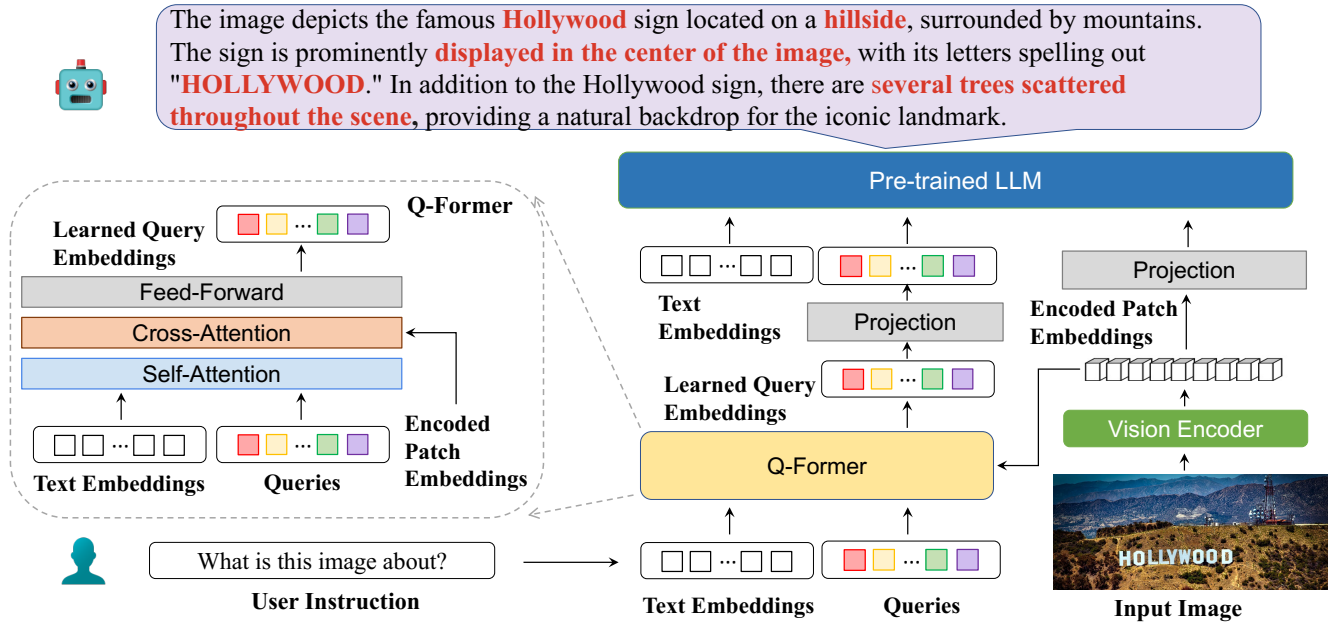 The image depicts the famous Hollywood sign located on a hillside, surrounded by mountains.
The sign is prominently displayed in the center of the image, with its letters spelling out
"HOLLYWOOD." In addition to the Hollywood sign, there are several trees scattered
throughout the scene, providing a natural backdrop for the iconic landmark.
Q-Former
Learned Query
Embeddings
...
Feed-Forward
Cross-Attention
Self-Attention
...
...
Text Embeddings
Queries
Encoded
Patch
Embeddings
Pre-trained LLM
...
...
Text
Embeddings
Projection
Projection
Encoded Patch
Embeddings
Learned Query
Embeddings
...
Vision Encoder
Q-Former
HOLLYWOOD
What is this image about?
User Instruction
...
...
Text Embeddings
Queries
Input Image